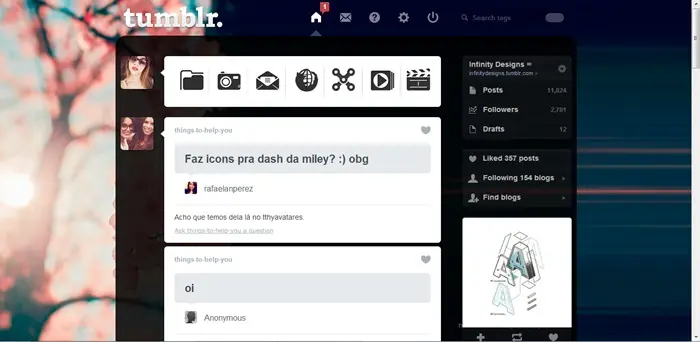 tumblr.
1
Search tags
Infinity Designs
infinitydesigns.tumblr.com
Posts 11,824
Followers 2,781
Drafts 12
things-to-help-you
Faz icons pra dash da miley? :) obg
rafaelanperez
Acho que temos dela lá no tthyavatares.
Ask things-to-help-you a question
Liked 357 posts
Following 154 blogs
Find blogs
things-to-help-you
oi
Anonymous
A